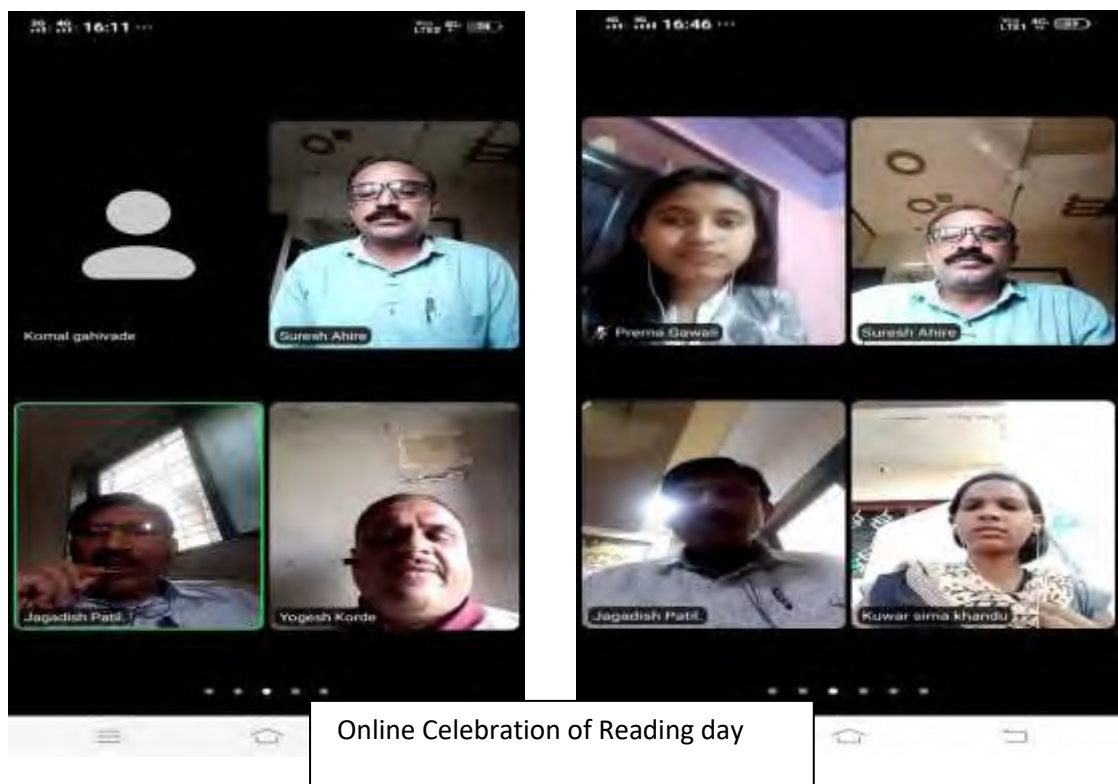 16:11
16:46
Komal gahivade
Suresh Ahire
Prerna Gawali
Suresh Ahire
Jagadish Patil.
Yogesh Korde
Jagadish Patil.
Kuwar sima khandu
Online Celebration of Reading day